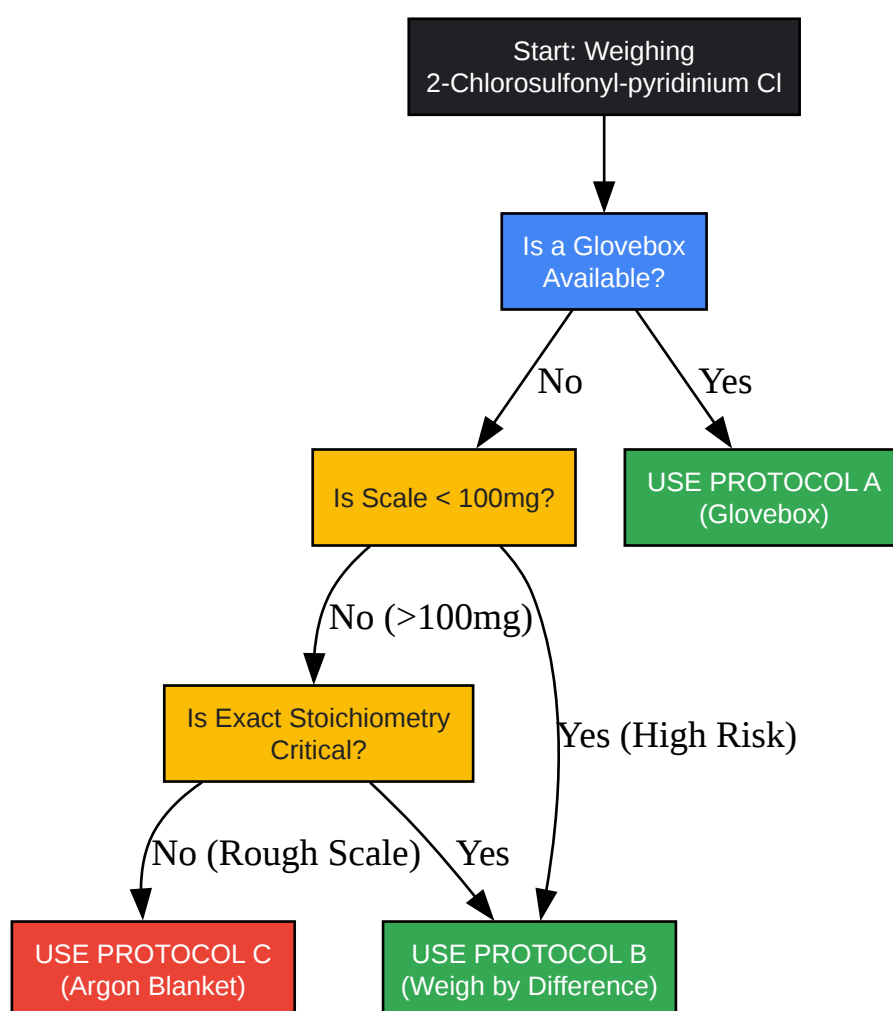 Start: Weighing
2-Chlorosulfonyl-pyridinium Cl
Is a Glovebox
Available?
No
Yes
Is Scale < 100mg?
USE PROTOCOL A
(Glovebox)
No (>100mg)
Is Exact Stoichiometry
Critical?
Yes (High Risk)
No (Rough Scale)
Yes
USE PROTOCOL C
(Argon Blanket)
USE PROTOCOL B
(Weigh by Difference)